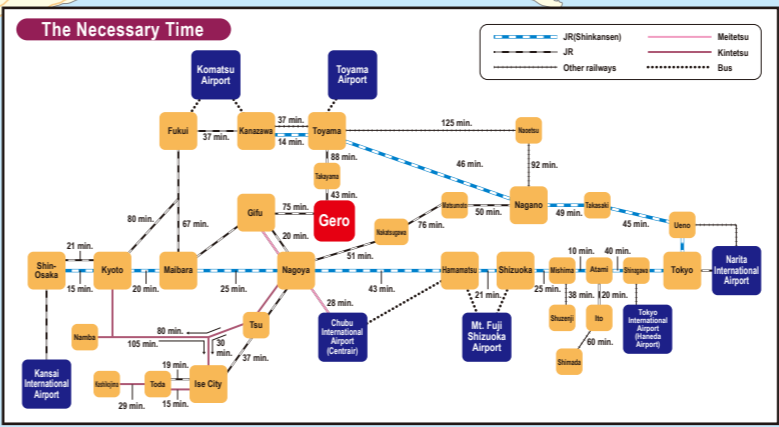 The Necessary Time
JR(Shinkansen)
JR
Other railways
Meitetsu
Kintetsu
Bus
Komatsu
Airport
Toyama
Airport
Fukui
37 min.
Kanazawa
37 min.
14 min.
Toyama
125 min.
Naoetsu
88 min.
Takayama
43 min.
46 min.
92 min.
80 min.
67 min.
Gifu
75 min.
Gero
20 min.
Nakatsugawa
51 min.
76 min.
Matsumoto
50 min.
Nagano
49 min.
Takasaki
45 min.
Ueno
21 min.
Shin-
Osaka
15 min.
Kyoto
20 min.
Maibara
25 min.
Nagoya
43 min.
Hamamatsu
21 min.
Shizuoka
25 min.
Mishima
10 min.
Atami
40 min.
Shinagawa
Tokyo
Narita
International
Airport
38 min.
20 min.
Shuzenji
Ito
60 min.
Shimada
Tokyo
International
Airport
(Haneda
Airport)
28 min.
Chubu
International
Airport
(Centrair)
Mt. Fuji
Shizuoka
Airport
Namba
80 min.
105 min.
30
min.
Tsu
37 min.
Kansai
International
Airport
19 min.
Toda
Ise City
29 min.
15 min.